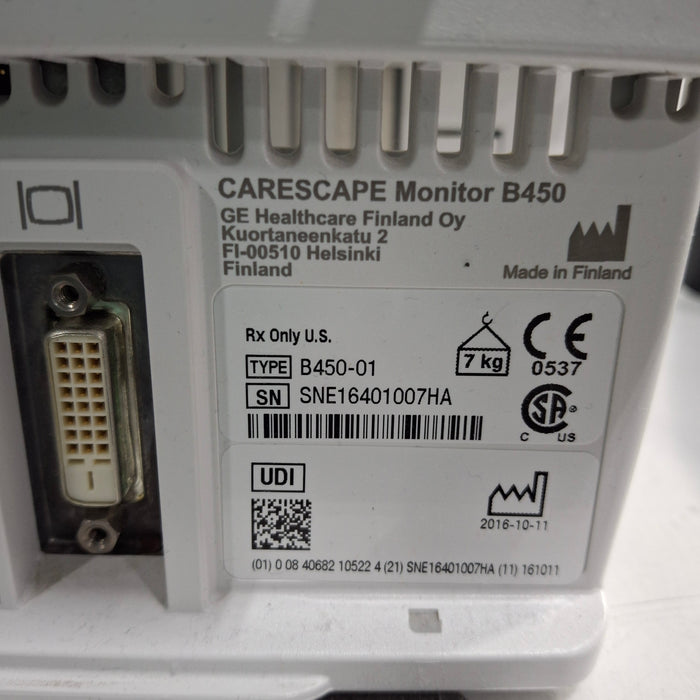 CARESCAPE Monitor B450
GE Healthcare Finland Oy
Kuortaneenkatu 2
FI-00510 Helsinki
Finland
Made in Finland
Rx Only U.S.
TYPE B450-01
SN SNE16401007HA
7 kg
CE
0537
CSA ®
C US
UDI
2016-10-11
(01) 0 08 40682 10522 4 (21) SNE16401007HA (11) 161011